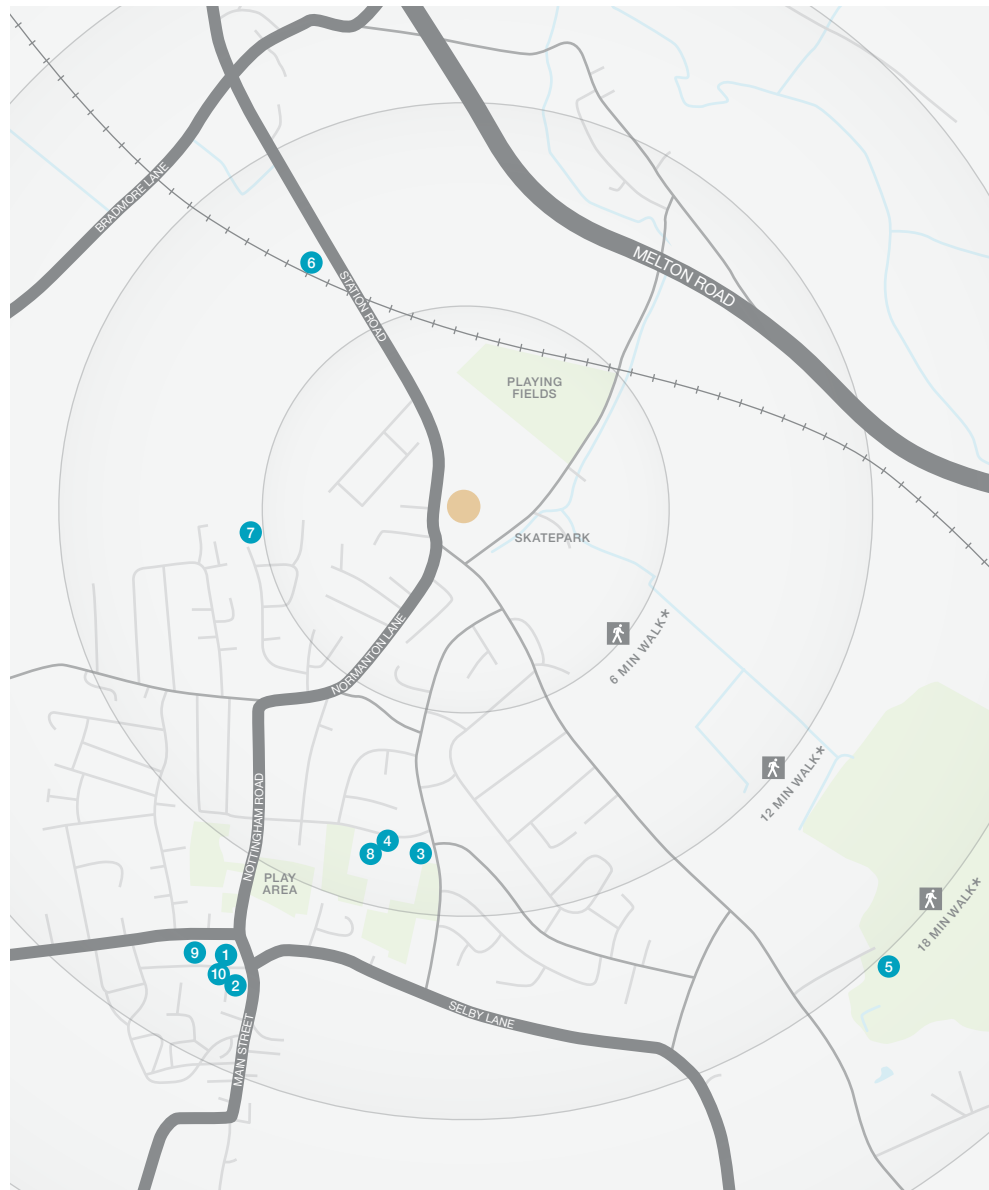 BRADMORE LANE
6
STATION ROAD
MELTON ROAD
PLAYING
FIELDS
7
SKATEPARK
NORMANTON LANE
6 MIN WALK*
12 MIN WALK*
NOTTINGHAM ROAD
4
8
3
PLAY
AREA
18 MIN WALK*
9
1
5
10
2
SELBY LANE
MAIN STREET